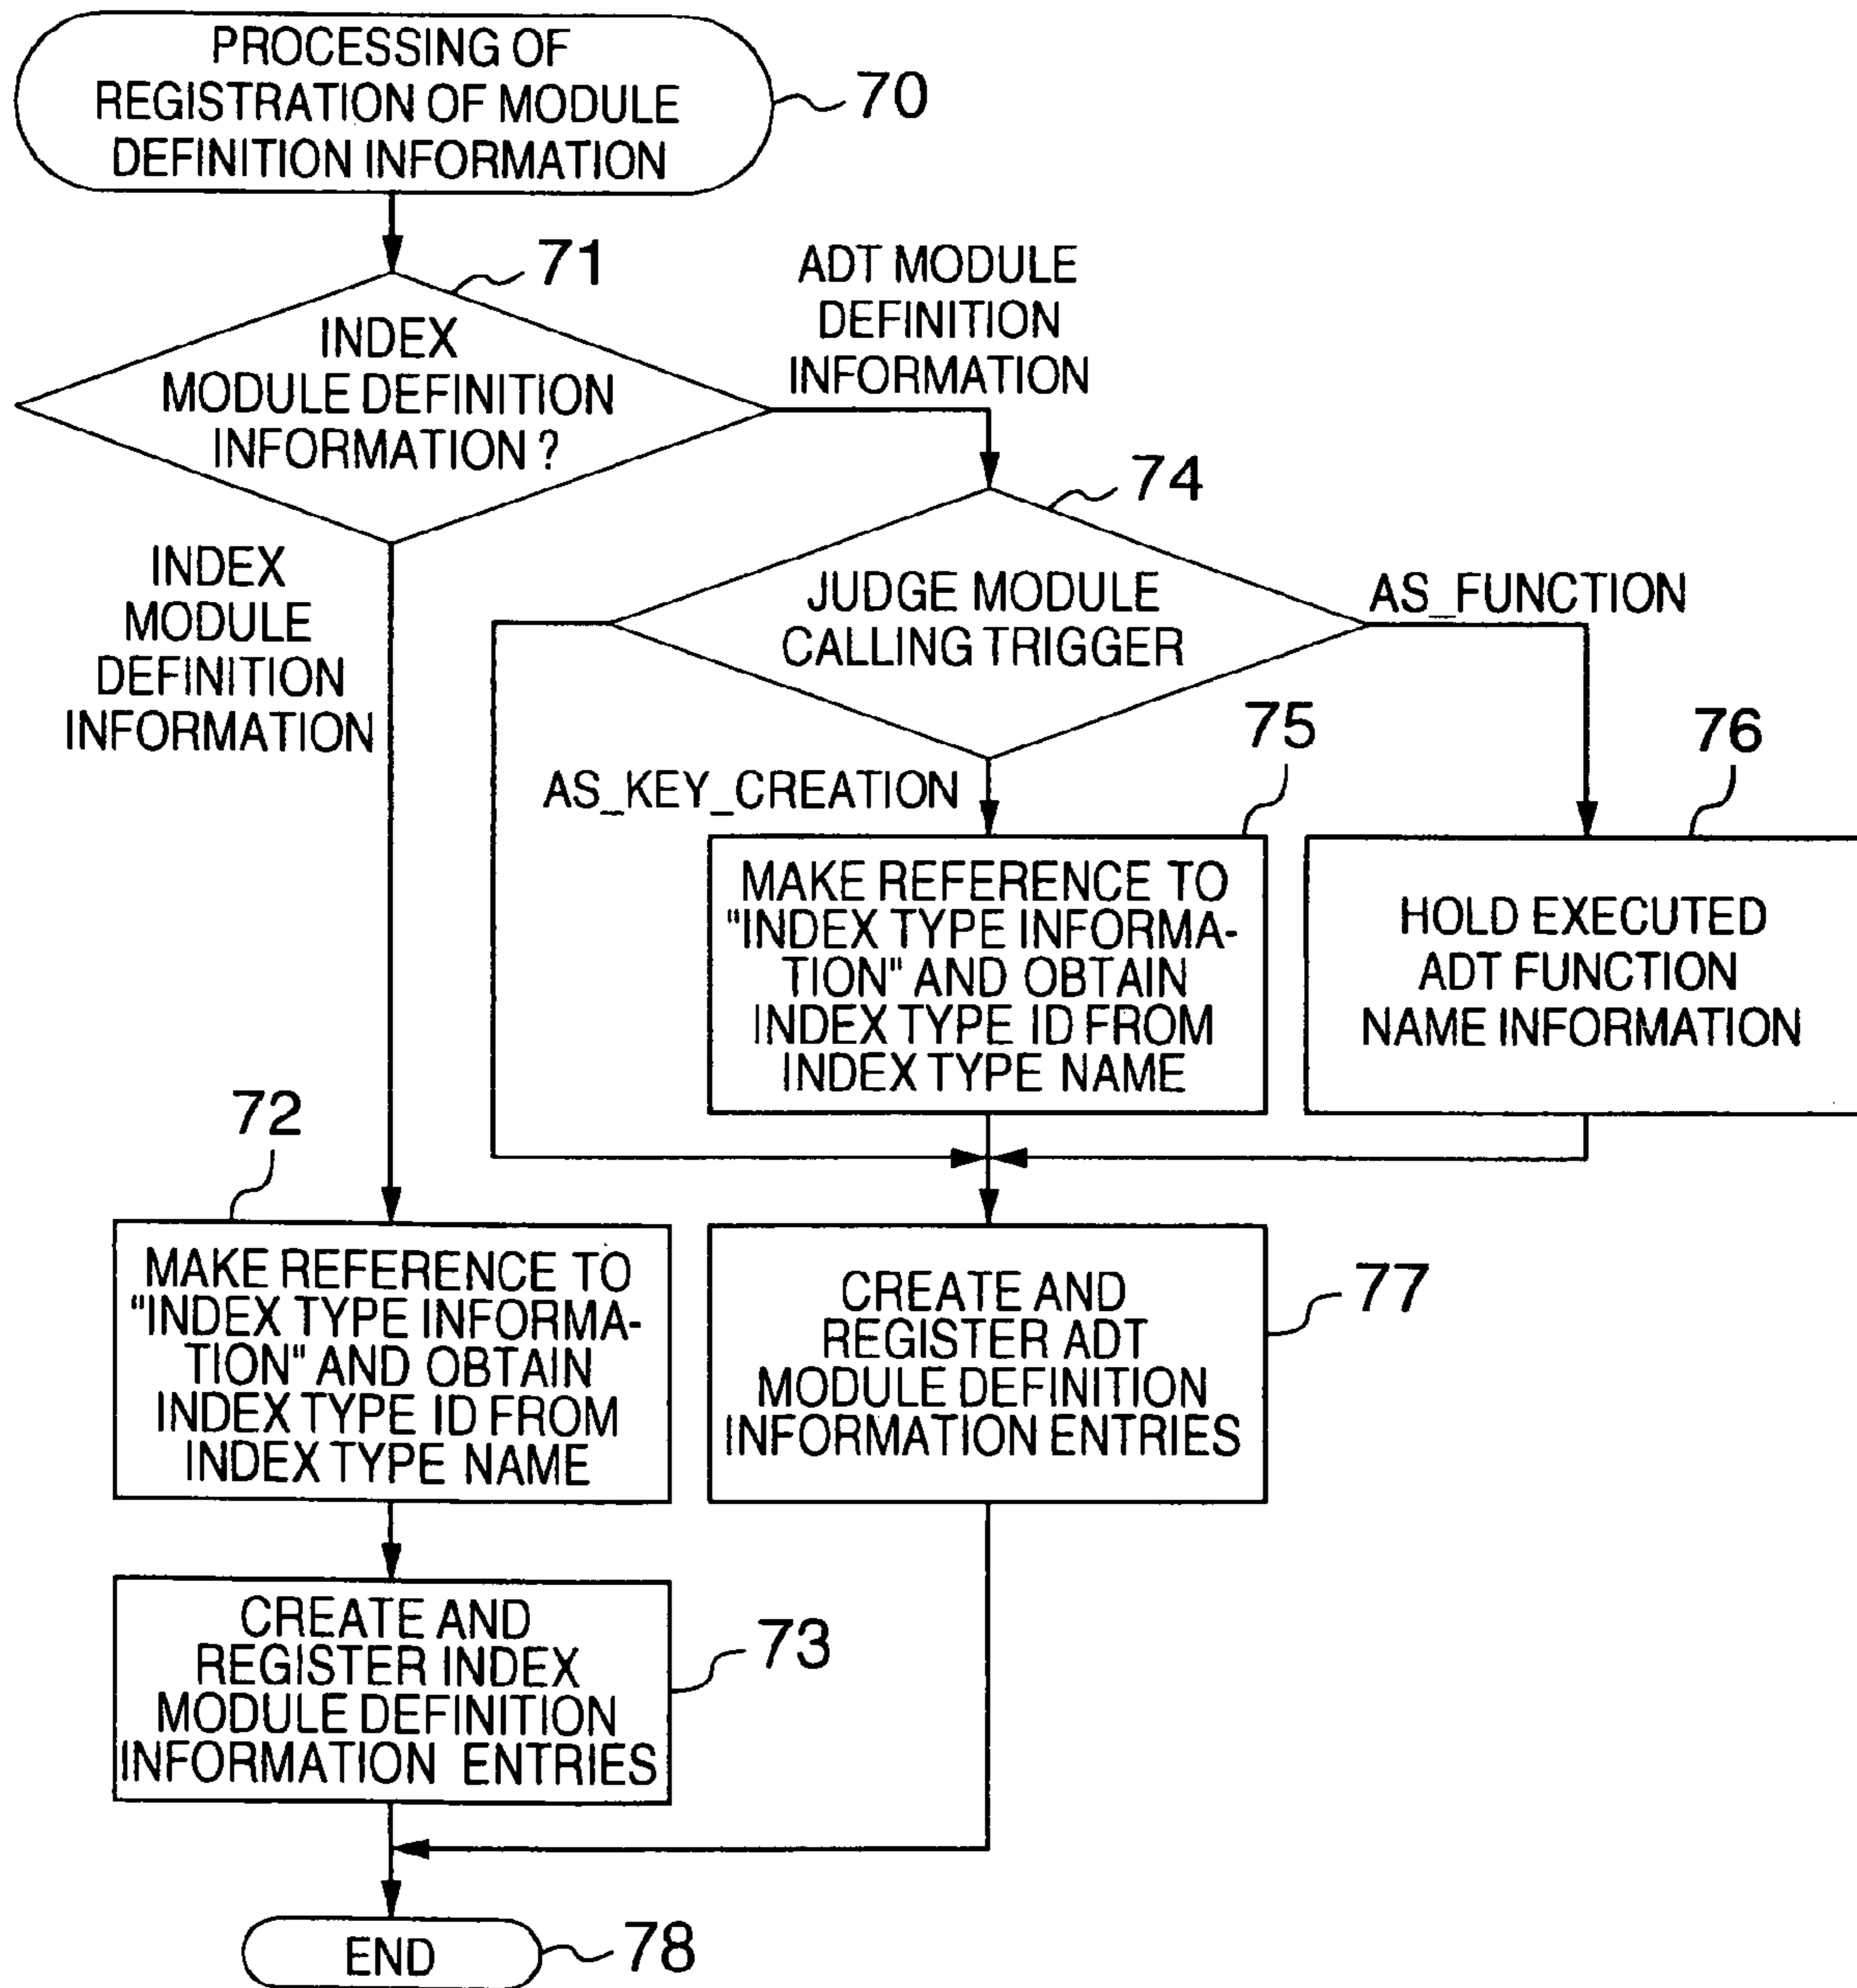 PROCESSING OF
REGISTRATION OF MODULE
DEFINITION INFORMATION
70
71
INDEX
MODULE DEFINITION
INFORMATION ?
ADT MODULE
DEFINITION
INFORMATION
INDEX
MODULE
DEFINITION
INFORMATION
74
JUDGE MODULE
CALLING TRIGGER
AS_FUNCTION
AS_KEY_CREATION
75
MAKE REFERENCE TO
"INDEX TYPE INFORMA-
TION" AND OBTAIN
INDEX TYPE ID FROM
INDEX TYPE NAME
76
HOLD EXECUTED
ADT FUNCTION
NAME INFORMATION
72
MAKE REFERENCE TO
"INDEX TYPE INFORMA-
TION" AND OBTAIN
INDEX TYPE ID FROM
INDEX TYPE NAME
CREATE AND
REGISTER ADT
MODULE DEFINITION
INFORMATION ENTRIES
77
CREATE AND
REGISTER INDEX
MODULE DEFINITION
INFORMATION ENTRIES
73
END
78